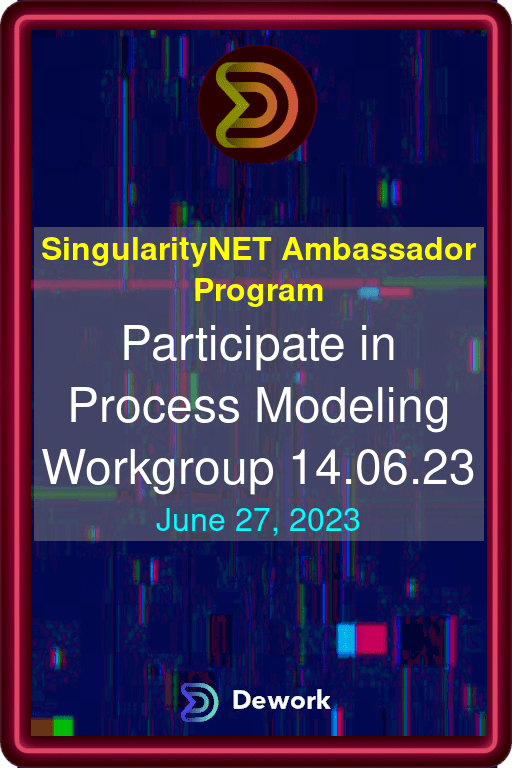 SingularityNET Ambassador
Program
Participate in
Process Modeling
Workgroup 14.06.23
June 27, 2023
Dework